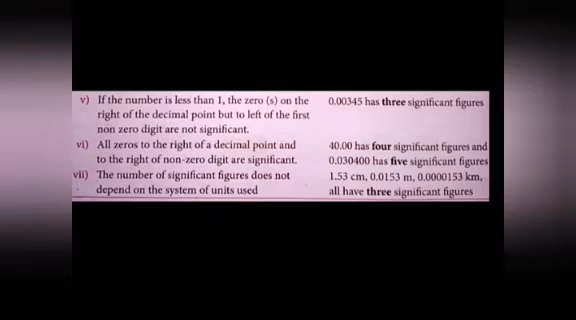 v) If the number is less than 1, the zero (s) on the 0.00345 has three significant figures
right of the decimal point but to left of the first
non zero digit are not significant.
vi) All zeros to the right of a decimal point and 40.00 has four significant figures and
to the right of non-zero digit are significant. 0.030400 has five significant figures
vii) The number of significant figures does not 1.53 cm, 0.0153 m, 0.0000153 km,
depend on the system of units used all have three significant figures